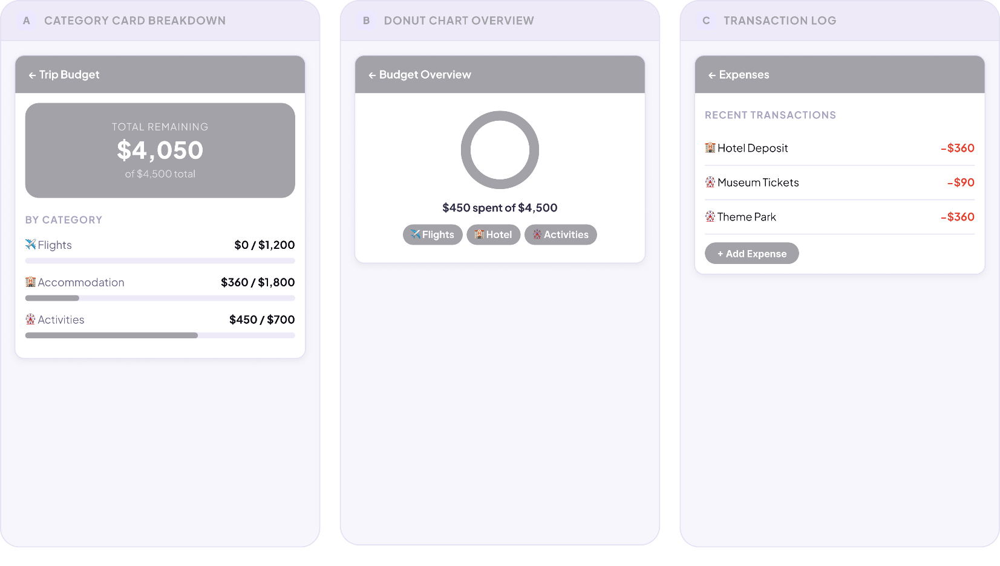 A CATEGORY CARD BREAKDOWN
← Trip Budget
TOTAL REMAINING
$4,050
of $4,500 total
BY CATEGORY
Flights $0 / $1,200
Accommodation $360 / $1,800
Activities $450 / $700
B DONUT CHART OVERVIEW
← Budget Overview
$450 spent of $4,500
Flights Hotel Activities
C TRANSACTION LOG
← Expenses
RECENT TRANSACTIONS
Hotel Deposit -$360
Museum Tickets -$90
Theme Park -$360
+ Add Expense